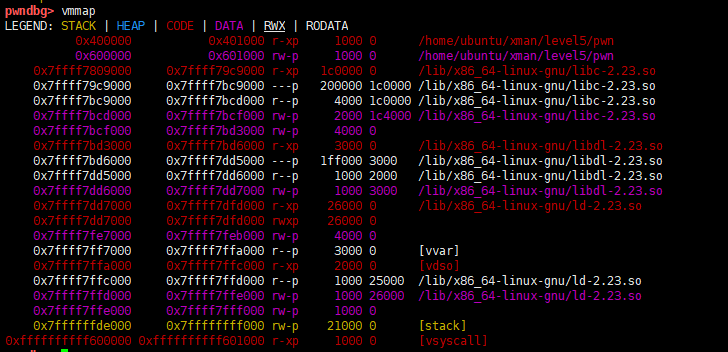 pwndbg> vmmap
LEGEND: STACK | HEAP | CODE | DATA | RWX | RODATA
0x400000 0x401000 r-xp 1000 0 /home/ubuntu/xman/level5/pwn
0x600000 0x601000 rw-p 1000 0 /home/ubuntu/xman/level5/pwn
0x7ffff7809000 0x7ffff79c9000 r-xp 1c0000 0 /lib/x86_64-linux-gnu/libc-2.23.so
0x7ffff79c9000 0x7ffff7bc9000 ---p 200000 1c0000 /lib/x86_64-linux-gnu/libc-2.23.so
0x7ffff7bc9000 0x7ffff7bcd000 r--p 4000 1c0000 /lib/x86_64-linux-gnu/libc-2.23.so
0x7ffff7bcd000 0x7ffff7bcf000 rw-p 2000 1c4000 /lib/x86_64-linux-gnu/libc-2.23.so
0x7ffff7bcf000 0x7ffff7bd3000 rw-p 4000 0
0x7ffff7bd3000 0x7ffff7bd6000 r-xp 3000 0 /lib/x86_64-linux-gnu/libdl-2.23.so
0x7ffff7bd6000 0x7ffff7dd5000 ---p 1ff000 3000 /lib/x86_64-linux-gnu/libdl-2.23.so
0x7ffff7dd5000 0x7ffff7dd6000 r--p 1000 2000 /lib/x86_64-linux-gnu/libdl-2.23.so
0x7ffff7dd6000 0x7ffff7dd7000 rw-p 1000 3000 /lib/x86_64-linux-gnu/libdl-2.23.so
0x7ffff7dd7000 0x7ffff7dfd000 r-xp 26000 0 /lib/x86_64-linux-gnu/ld-2.23.so
0x7ffff7dd7000 0x7ffff7dfd000 rwxp 26000 0
0x7ffff7fe7000 0x7ffff7feb000 rw-p 4000 0
0x7ffff7ff7000 0x7ffff7ffa000 r--p 3000 0 [vvar]
0x7ffff7ffa000 0x7ffff7ffc000 r-xp 2000 0 [vdso]
0x7ffff7ffc000 0x7ffff7ffd000 r--p 1000 25000 /lib/x86_64-linux-gnu/ld-2.23.so
0x7ffff7ffd000 0x7ffff7ffe000 rw-p 1000 26000 /lib/x86_64-linux-gnu/ld-2.23.so
0x7ffff7ffe000 0x7ffff7fff000 rw-p 1000 0
0x7ffffffde000 0x7ffffffff000 rw-p 21000 0 [stack]
0xffffffffff600000 0xffffffffff601000 r-xp 1000 0 [vsyscall]
pwndbg>